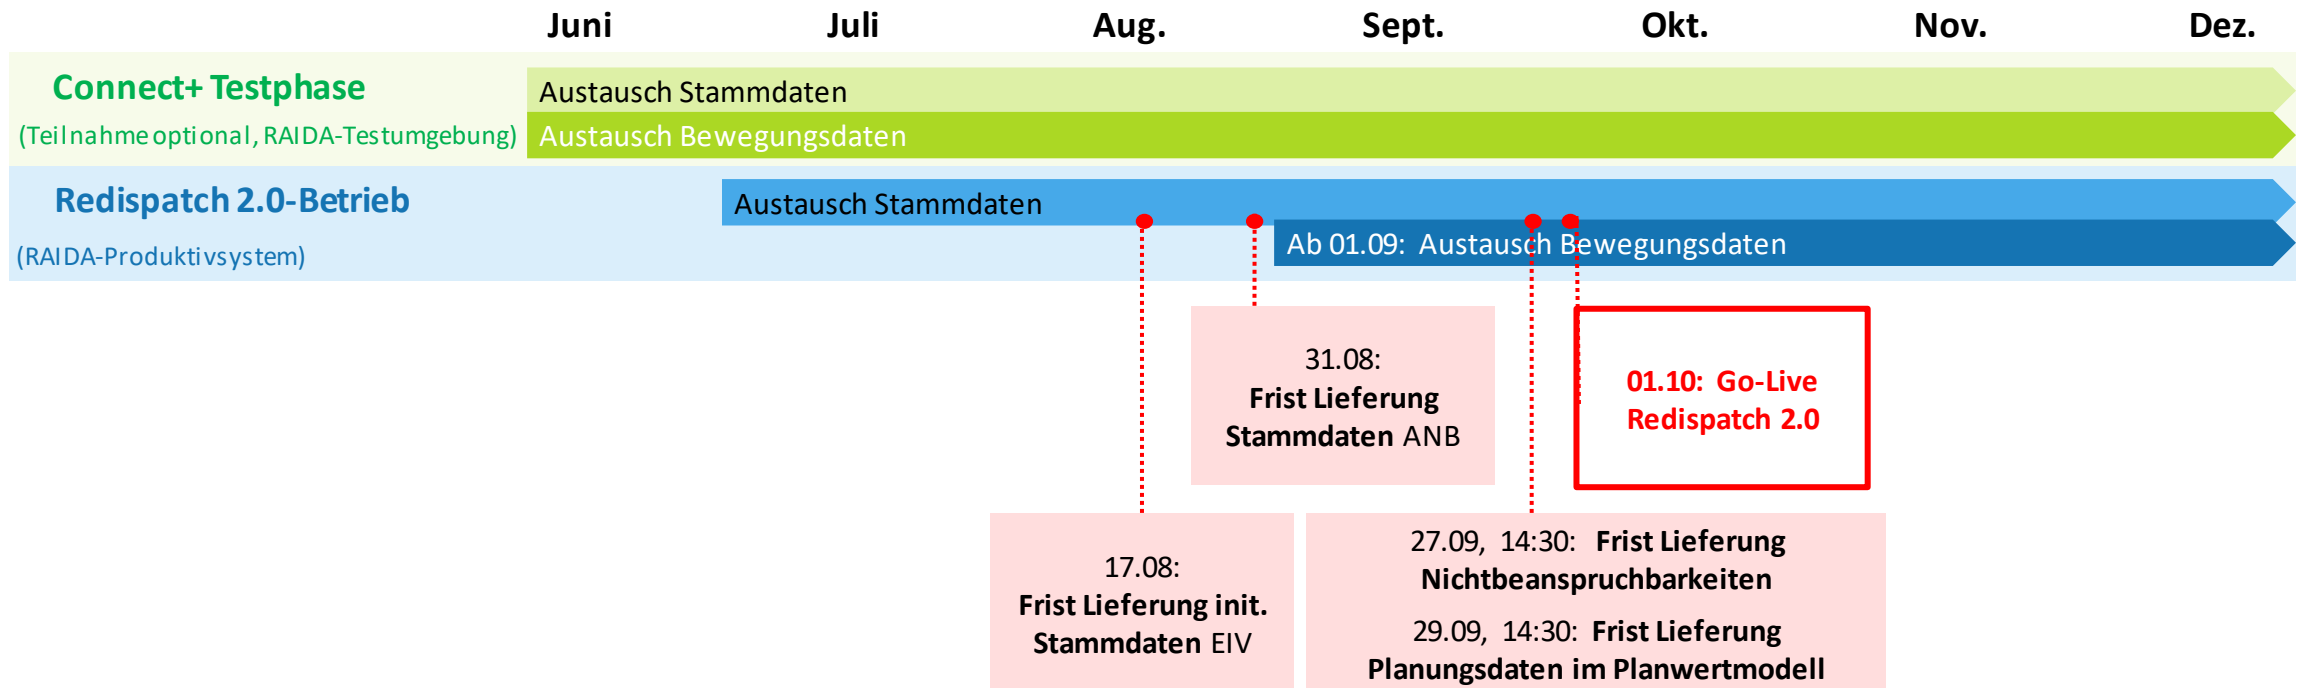 Juni Juli Aug. Sept. Okt. Nov. Dez.
Connect+ Testphase
(Teilnahme optional, RAIDA-Testumgebung)
Austausch Stammdaten
Austausch Bewegungsdaten
Redispatch 2.0-Betrieb
(RAIDA-Produktivsystem)
Austausch Stammdaten
Ab 01.09: Austausch Bewegungsdaten
31.08:
Frist Lieferung
Stammdaten ANB
01.10: Go-Live
Redispatch 2.0
17.08:
Frist Lieferung init.
Stammdaten EIV
27.09, 14:30: Frist Lieferung
Nichtbeanspruchbarkeiten
29.09, 14:30: Frist Lieferung
Planungsdaten im Planwertmodell